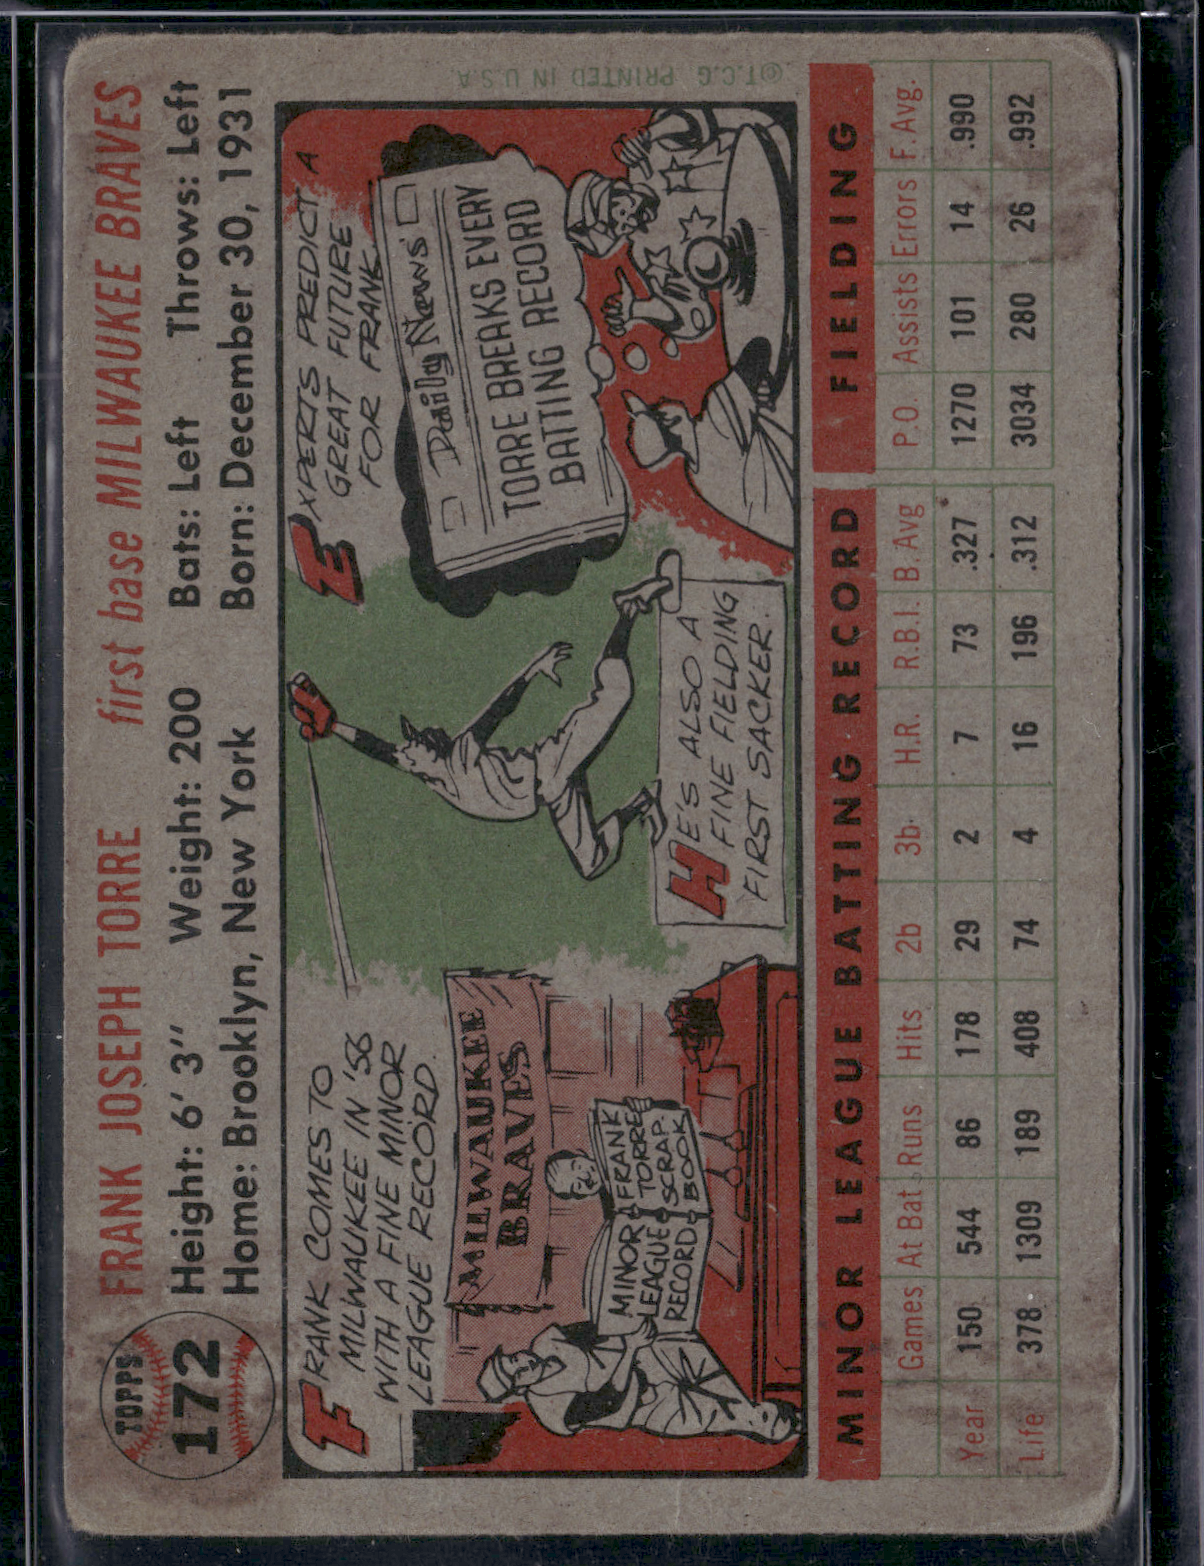 TOPPS
172
FRANK JOSEPH TORRE first base MILWAUKEE BRAVES
Height: 6' 3" Weight: 200 Bats: Left Throws: Left
Home: Brooklyn, New York Born: December 30, 1931
FRANK COMES TO
MILWAUKEE IN '56
WITH A FINE MINOR
LEAGUE RECORD.
MILWAUKEE
BRAVES
MINOR
LEAGUE
RECORD
FRANK
TORRE
SCRAP
BOOK
HE'S ALSO A
FINE FIELDING
FIRST SACKER.
EXPERTS PREDICT A
GREAT FUTURE
FOR FRANK.
Daily News
TORRE BREAKS EVERY
BATTING RECORD
©T.C.G PRINTED IN U.S.A.
MINOR LEAGUE BATTING RECORD FIELDING
Games At Bat Runs Hits 2b 3b. H.R. R.B.I. B. Avg. P.O. Assists Errors F. Avg.
Year 150 544 86 178 29 2 7 73 .327 1270 101 14 .990
Life 378 1309 189 408 74 4 16 196 .312 3034 280 26 .992